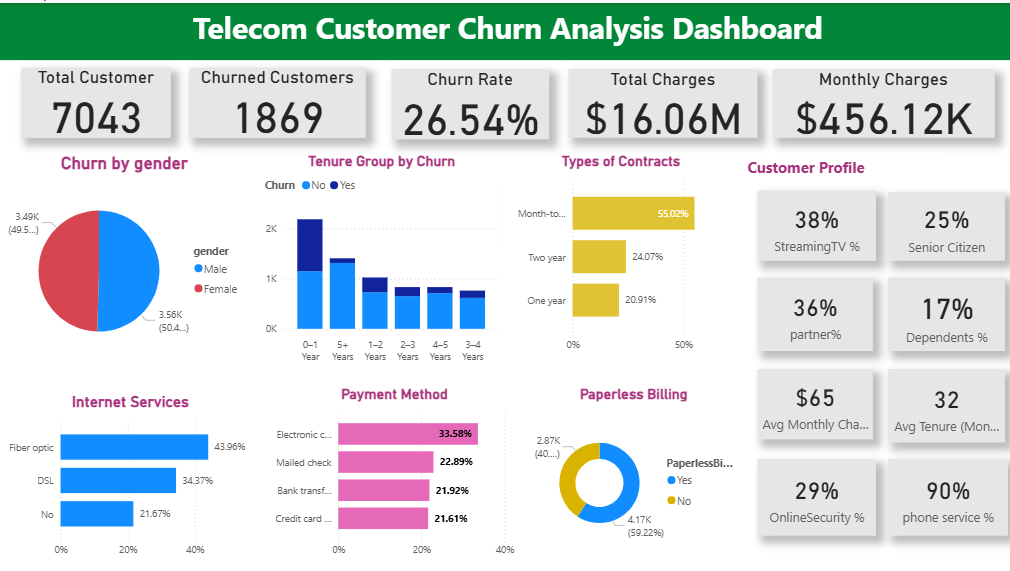 Telecom Customer Churn Analysis Dashboard
Total Customer
7043
Churned Customers
1869
Churn Rate
26.54%
Total Charges
$16.06M
Monthly Charges
$456.12K
Churn by gender
3.49K
(49.5...)
3.56K
(50.4...)
gender
Male
Female
Tenure Group by Churn
Churn No Yes
2K
1K
0K
0–1
Year
5+
Years
1–2
Years
2–3
Years
4–5
Years
3–4
Years
Types of Contracts
Month-to... 55.02%
Two year 24.07%
One year 20.91%
0% 50%
Customer Profile
38%
StreamingTV %
25%
Senior Citizen
36%
partner%
17%
Dependents %
$65
Avg Monthly Cha...
32
Avg Tenure (Mon...
29%
OnlineSecurity %
90%
phone service %
Internet Services
Fiber optic 43.96%
DSL 34.37%
No 21.67%
0% 20% 40%
Payment Method
Electronic c... 33.58%
Mailed check 22.89%
Bank transf... 21.92%
Credit card ... 21.61%
0% 20% 40%
Paperless Billing
2.87K
(40....)
4.17K
(59.22%)
PaperlessBi...
Yes
No